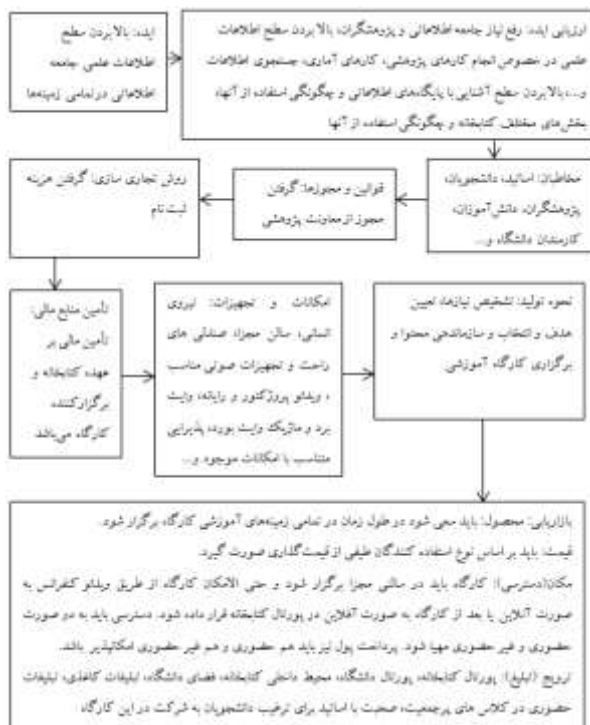 ایده: بالا بردن سطح
اطلاعات علمی جامعه
اطلاعاتی در تمامی زمینه‌ها
ارزیابی ایده: رفع نیاز جامعه اطلاعاتی و پژوهشگران، بالا بردن سطح اطلاعات
علمی در خصوص انجام کارهای پژوهشی، کارهای آماری، جستجوی اطلاعات
و...، بالا بردن سطح آشنایی با پایگاه‌های اطلاعاتی و چگونگی استفاده از آنها،
بخش‌های مختلف کتابخانه و چگونگی استفاده از آنها
مخاطبان: اساتید، دانشجویان،
پژوهشگران، دانش‌آموزان،
کارمندان دانشگاه و...
قوانین و مجوزها: گرفتن
مجوز از معاونت پژوهشی
روش تجاری سازی: گرفتن هزینه
ثبت نام
تأمین منابع مالی:
تأمین مالی بر
عهده کتابخانه و
برگزارکننده
کارگاه می‌باشد
امکانات و تجهیزات: نیروی
انسانی، سالن مجزا، صندلی های
راحت و تجهیزات صوتی مناسب
، ویدئو پروژکتور و رایانه، وایت
برد و ماژیک وایت بورد، پذیرایی
متناسب با امکانات موجود و...
نحوه تولید: تشخیص نیازها، تعیین
هدف و انتخاب و سازماندهی محتوا و
برگزاری کارگاه آموزشی
بازاریابی: محصول: باید سعی شود در طول زمان در تمامی زمینه‌های آموزشی کارگاه برگزار شود.
قیمت: باید بر اساس نوع استفاده کنندگان طیفی از قیمت‌گذاری صورت گیرد.
مکان(دسترسی): کارگاه باید در سالنی مجزا برگزار شود و حتی الامکان کارگاه از طریق ویدئو کنفرانس به
صورت آنلاین یا بعد از کارگاه به صورت آفلاین در پورتال کتابخانه قرار داده شود. دسترسی باید به دو صورت
حضوری و غیر حضوری مهیا شود. پرداخت پول نیز باید هم حضوری و هم غیر حضوری امکانپذیر باشد.
ترویج (تبلیغ): پورتال کتابخانه، پورتال دانشگاه، محیط داخلی کتابخانه، فضای دانشگاه، تبلیغات کاغذی، تبلیغات
حضوری در کلاس های پرجمعیت، صحبت با اساتید برای ترغیب دانشجویان به شرکت در این کارگاه